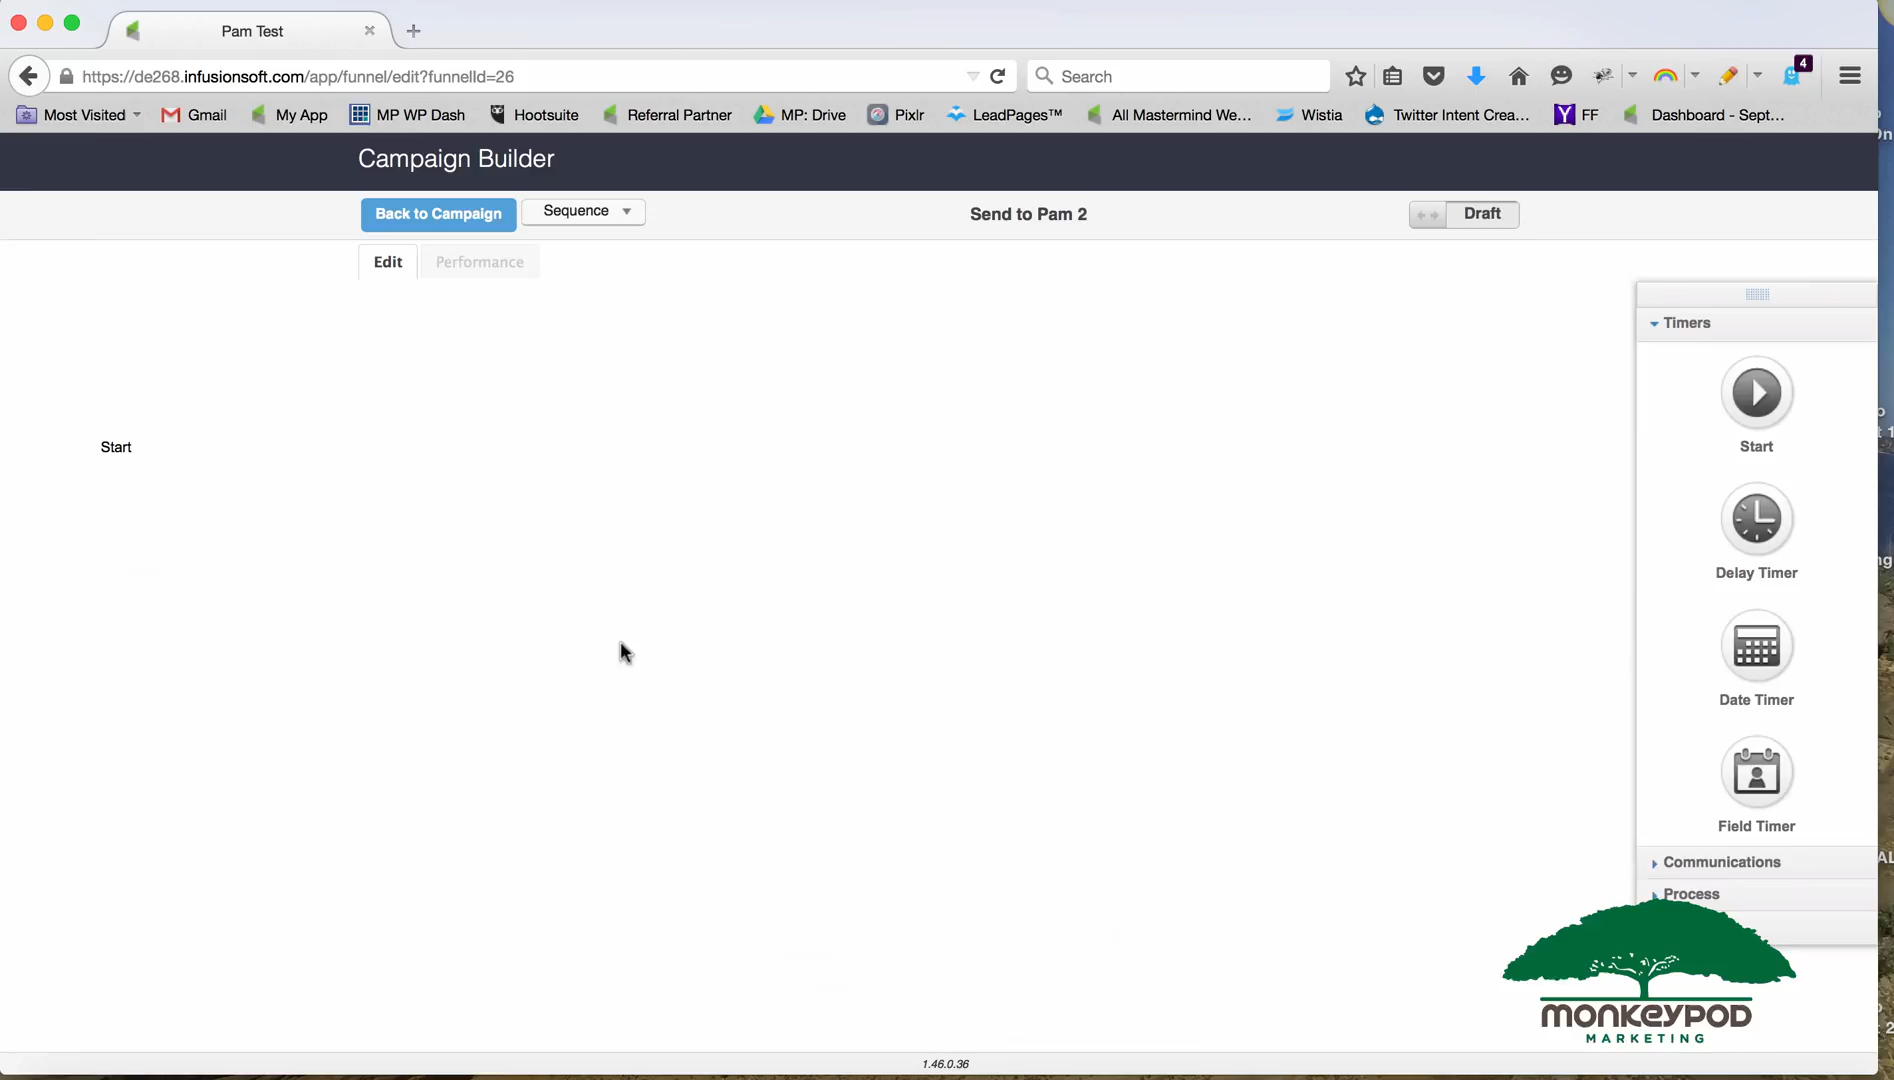 Pam Test
https://de268.infusionsoft.com/app/funnel/edit?funnelId=26
Search
4
Most Visited
Gmail
My App
MP WP Dash
Hootsuite
Referral Partner
MP: Drive
Pixlr
LeadPages™
All Mastermind We...
Wistia
Twitter Intent Crea...
FF
Dashboard - Sept...
Campaign Builder
Back to Campaign
Sequence
Send to Pam 2
Draft
Edit
Performance
Timers
Start
Start
Delay Timer
Date Timer
Field Timer
Communications
Process
MONKEYPOD
MARKETING
1.46.0.36